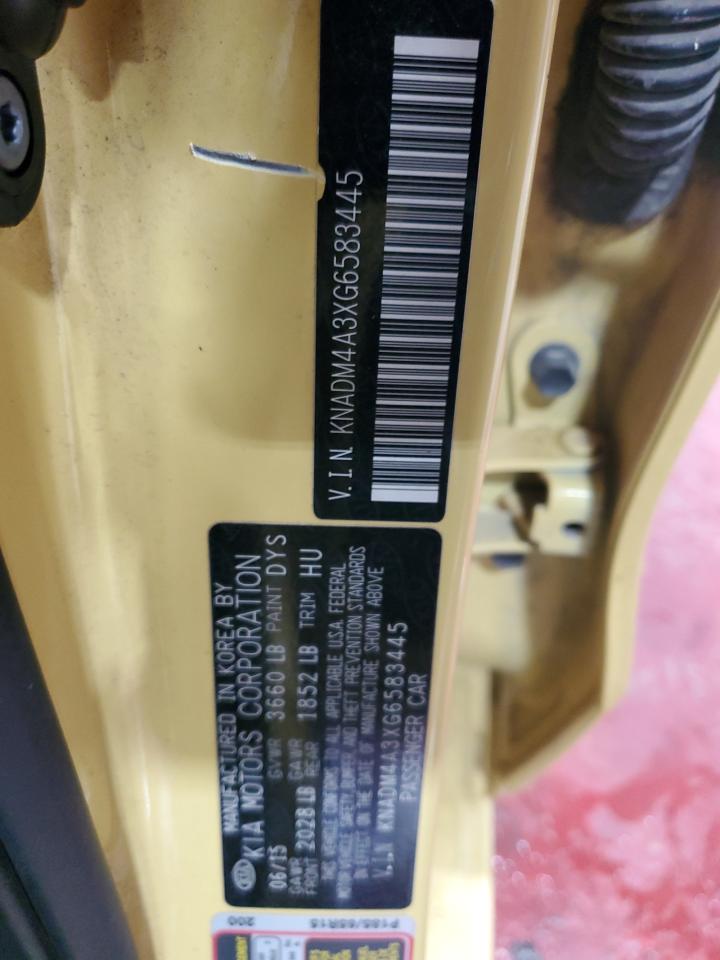 V.I.N. KNADM4A3XG6583445
MANUFACTURED IN KOREA BY
KIA KIA MOTORS CORPORATION
06/15 GVWR 3660 LB PAINT DYS
GAWR FRONT 2028 LB GAWR REAR 1852 LB TRIM HU
THIS VEHICLE CONFORMS TO ALL APPLICABLE U.S.A. FEDERAL
MOTOR VEHICLE SAFETY, BUMPER, AND THEFT PREVENTION STANDARDS
IN EFFECT ON THE DATE OF MANUFACTURE SHOWN ABOVE
V.I.N. KNADM4A3XG6583445
PASSENGER CAR
200
P185/65R15